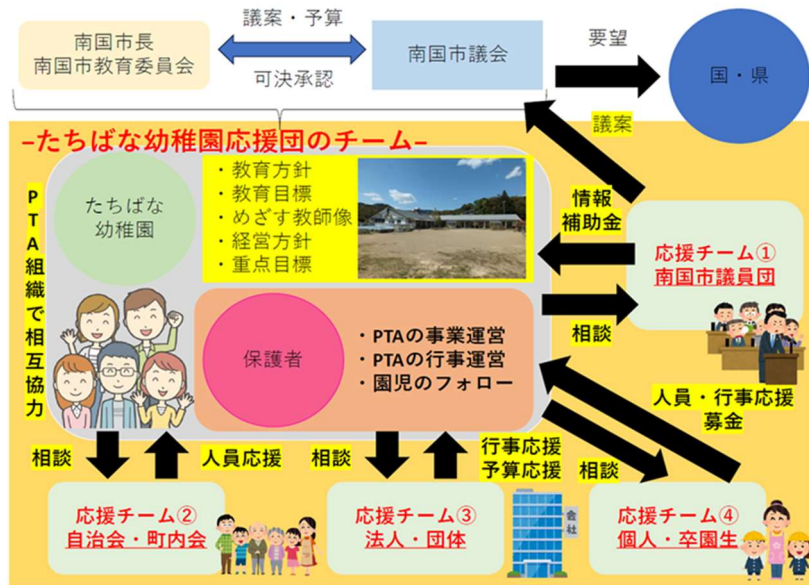 南国市長
南国市教育委員会
議案・予算
可決承認
南国市議会
要望
国・県
議案
–たちばな幼稚園応援団のチーム–
PTA組織で相互協力
たちばな
幼稚園
・教育方針
・教育目標
・めざす教師像
・経営方針
・重点目標
情報
補助金
応援チーム①
南国市議員団
相談
保護者
・PTAの事業運営
・PTAの行事運営
・園児のフォロー
人員・行事応援
募金
相談
人員応援
相談
行事応援
予算応援
相談
応援チーム②
自治会・町内会
応援チーム③
法人・団体
会社
応援チーム④
個人・卒園生